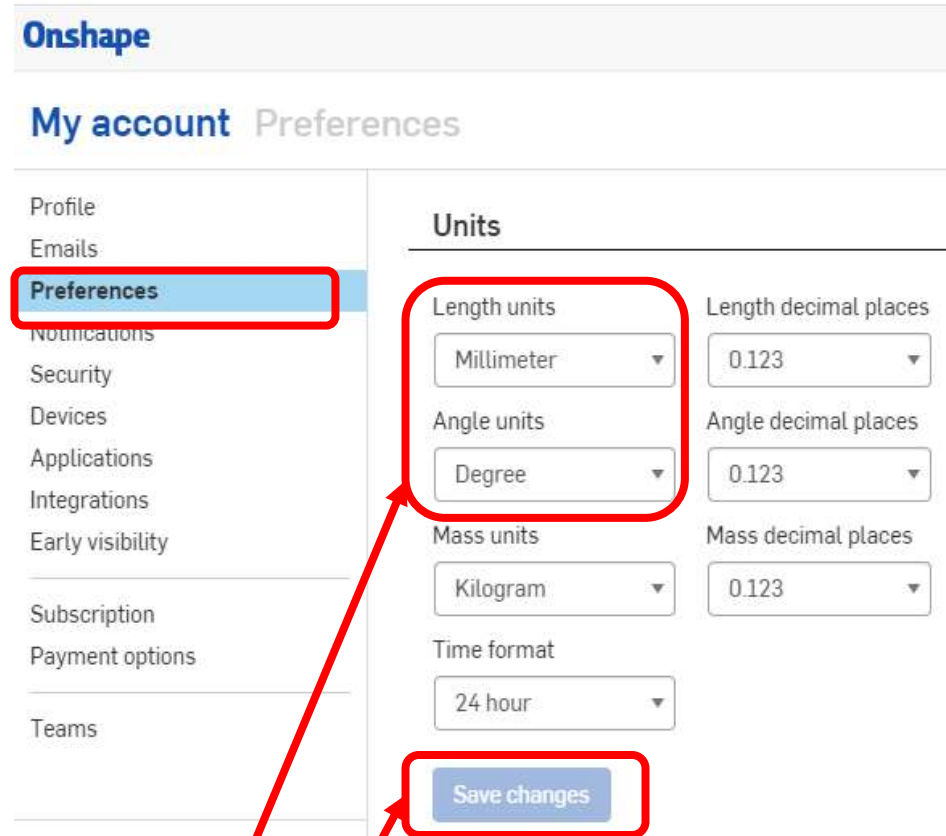 Onshape
My account Preferences
Profile
Emails
Preferences
Notifications
Security
Devices
Applications
Integrations
Early visibility
Subscription
Payment options
Teams
Units
Length units Length decimal places
Millimeter 0.123
Angle units Angle decimal places
Degree 0.123
Mass units Mass decimal places
Kilogram 0.123
Time format
24 hour
Save changes